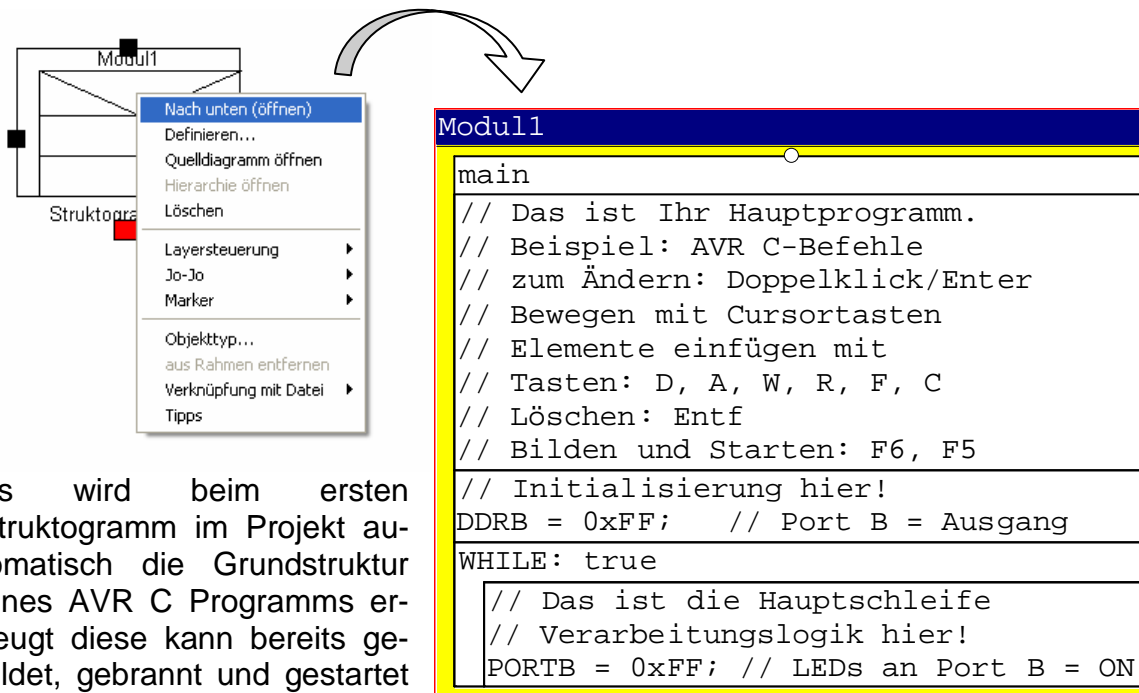 Modul1
Nach unten (öffnen)
Definieren...
Quelldiagramm öffnen
Hierarchie öffnen
Löschen
Layersteuerung
Jo-Jo
Marker
Objekttyp...
aus Rahmen entfernen
Verknüpfung mit Datei
Tipps
Struktogra
s wird beim ersten
truktogramm im Projekt au-
omatisch die Grundstruktur
ines AVR C Programms er-
eugt diese kann bereits ge-
ldet, gebrannt und gestartet
Modul1
main
// Das ist Ihr Hauptprogramm.
// Beispiel: AVR C-Befehle
// zum Ändern: Doppelklick/Enter
// Bewegen mit Cursortasten
// Elemente einfügen mit
// Tasten: D, A, W, R, F, C
// Löschen: Entf
// Bilden und Starten: F6, F5
// Initialisierung hier!
DDRB = 0xFF; // Port B = Ausgang
WHILE: true
// Das ist die Hauptschleife
// Verarbeitungslogik hier!
PORTB = 0xFF; // LEDs an Port B = ON